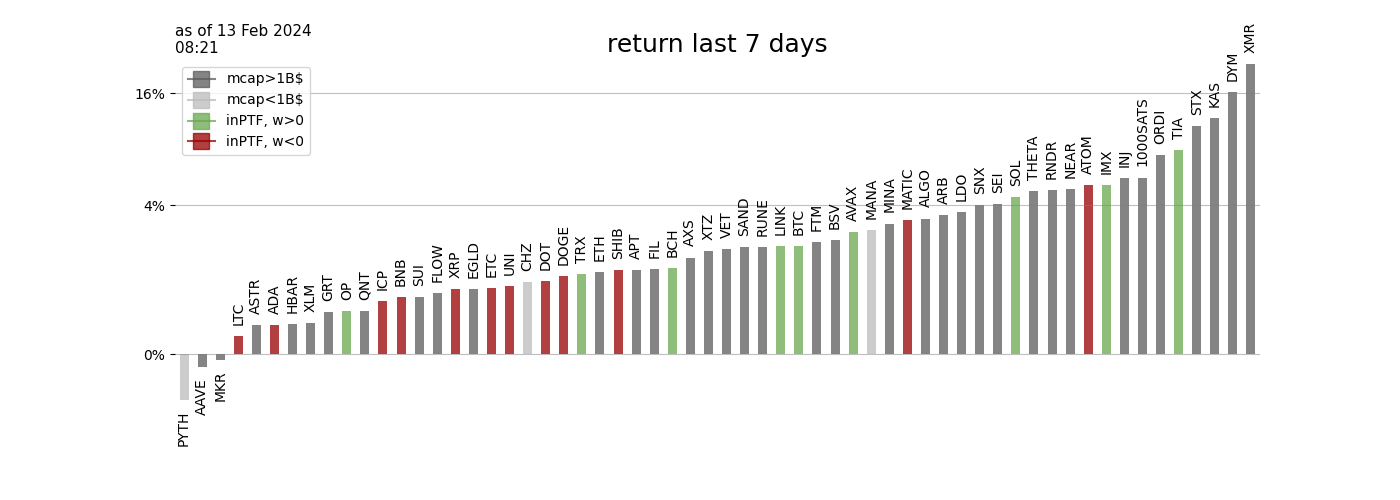 as of 13 Feb 2024
08:21
return last 7 days
mcap>1B$
mcap<1B$
inPTF, w>0
inPTF, w<0
16%
4%
0%
PYTH
AAVE
MKR
LTC
ASTR
ADA
HBAR
XLM
GRT
OP
QNT
ICP
BNB
SUI
FLOW
XRP
EGLD
ETC
UNI
CHZ
DOT
DOGE
TRX
ETH
SHIB
APT
FIL
BCH
AXS
XTZ
VET
SAND
RUNE
LINK
BTC
FTM
BSV
AVAX
MANA
MINA
MATIC
ALGO
ARB
LDO
SNX
SEI
SOL
THETA
RNDR
NEAR
ATOM
IMX
INJ
1000SATS
ORDI
TIA
STX
KAS
DYM
XMR